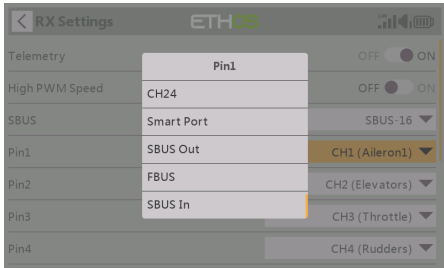 RX Settings
ETHOS
Telemetry OFF ON
High PWM Speed OFF ON
SBUS SBUS-16
Pin1 CH1 (Aileron1)
Pin2 CH2 (Elevators)
Pin3 CH3 (Throttle)
Pin4 CH4 (Rudders)
Pin1
CH24
Smart Port
SBUS Out
FBUS
SBUS In